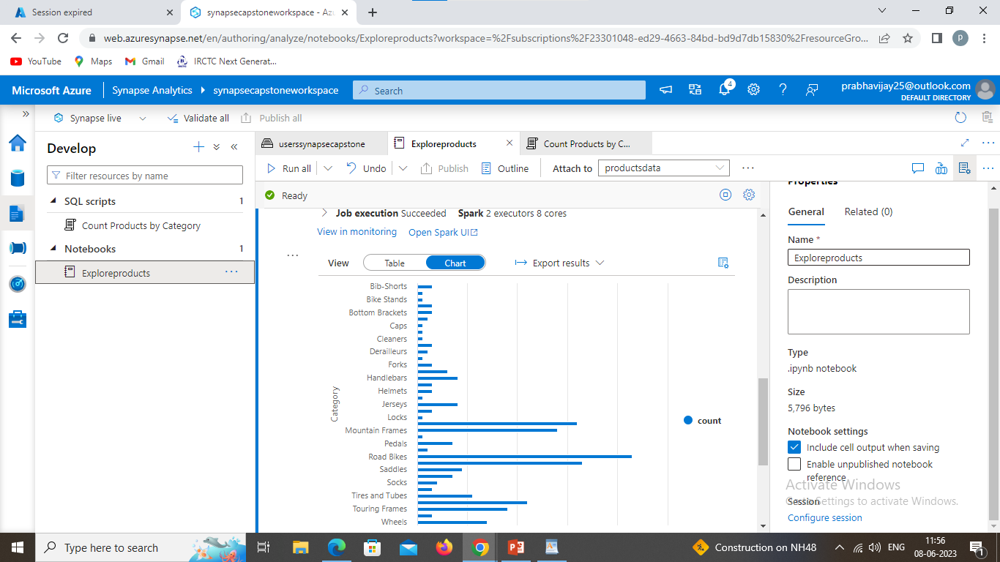 Session expired
synapsecapstoneworkspace - Azu
web.azuresynapse.net/en/authoring/analyze/notebooks/Exploreproducts?workspace=%2Fsubscriptions%2F23301048-ed29-4663-84bd-bd9d7db15830%2FresourceGro...
p
YouTube Maps Gmail IRCTC Next Generat...
Microsoft Azure Synapse Analytics synapsecapstoneworkspace Search 4 prabhavijay25@outlook.com
DEFAULT DIRECTORY
Synapse live Validate all Publish all
Develop
Filter resources by name
SQL scripts 1
Count Products by Category
Notebooks 1
Exploreproducts ...
userssynapsecapstone Exploreproducts Count Products by C...
Run all Undo Publish Outline Attach to productsdata ...
Ready
Job execution Succeeded Spark 2 executors 8 cores
View in monitoring Open Spark UI
... View Table Chart Export results
Bib-Shorts
Bike Stands
Bottom Brackets
Caps
Cleaners
Derailleurs
Forks
Handlebars
Helmets
Jerseys
Locks
Mountain Frames
Pedals
Road Bikes
Saddles
Socks
Tires and Tubes
Touring Frames
Wheels
Category
count
Properties
General Related (0)
Name *
Exploreproducts
Description
Type
.ipynb notebook
Size
5,796 bytes
Notebook settings
Include cell output when saving
Enable unpublished notebook
reference
Activate Windows
Go to Settings to activate Windows.
Session
Configure session
Type here to search
Construction on NH48
ENG
11:56
08-06-2023
1